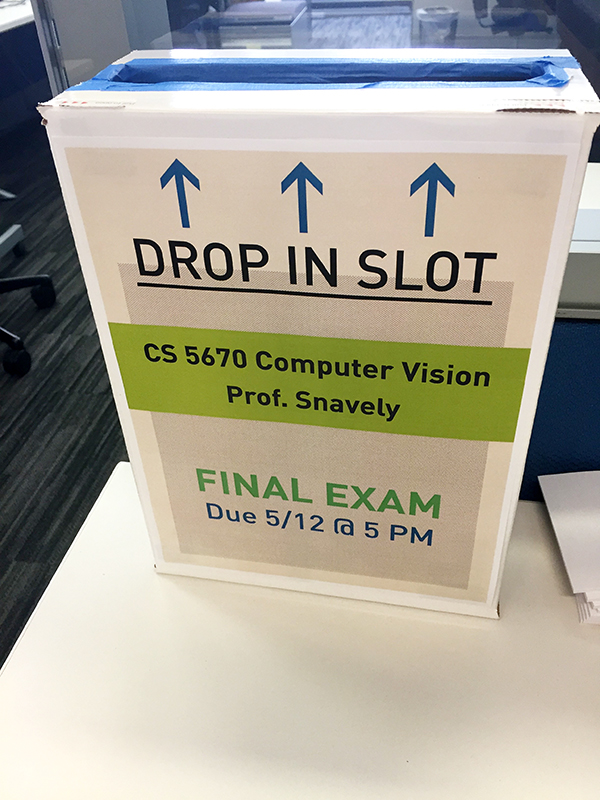 DROP IN SLOT
CS 5670 Computer Vision
Prof. Snavely
FINAL EXAM
Due 5/12 @ 5 PM